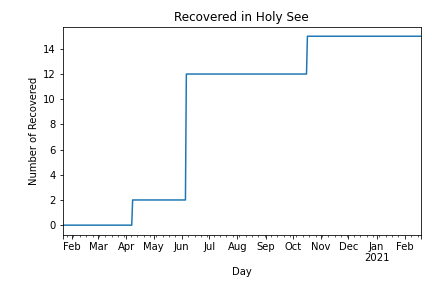 Recovered in Holy See
Number of Recovered
14
12
10
8
6
4
2
0
Feb Mar Apr May Jun Jul Aug Sep Oct Nov Dec Jan Feb
2021
Day